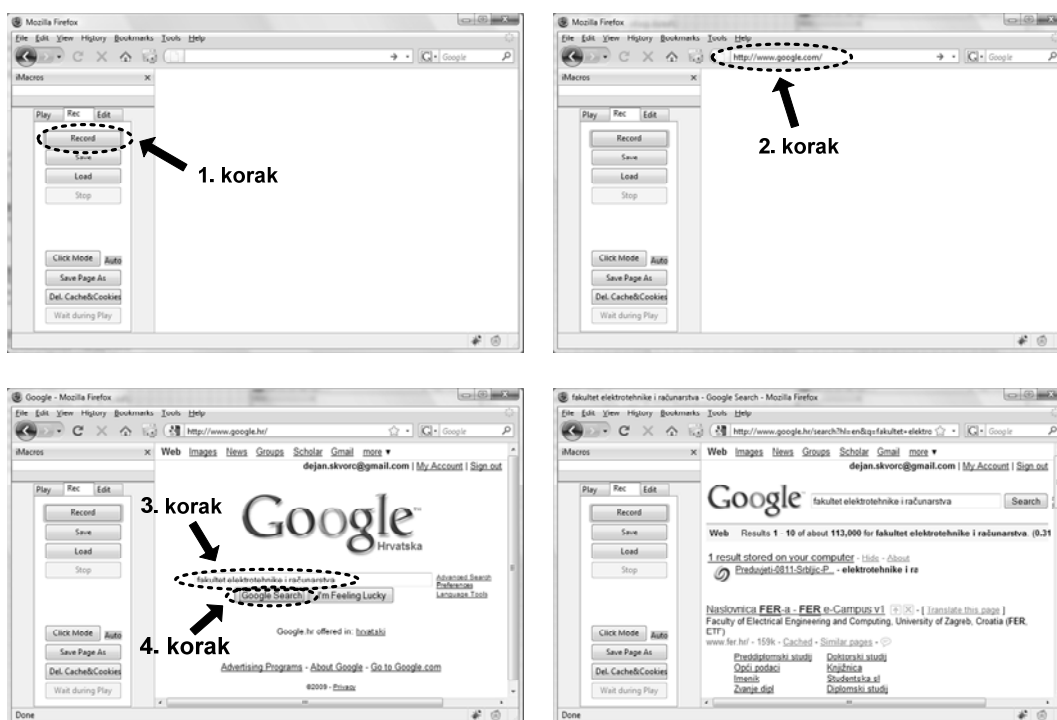 Mozilla Firefox
File Edit View History Bookmarks Tools Help
Google
iMacros
Play Rec Edit
Record
Save
Load
Stop
Click Mode Auto
Save Page As
Del. Cache&Cookies
Wait during Play
1. korak
Mozilla Firefox
File Edit View History Bookmarks Tools Help
http://www.google.com/ Google
iMacros
Play Rec Edit
Record
Save
Load
Stop
Click Mode Auto
Save Page As
Del. Cache&Cookies
Wait during Play
2. korak
Google - Mozilla Firefox
File Edit View History Bookmarks Tools Help
http://www.google.hr/ Google
iMacros
Play Rec Edit
Record
Save
Load
Stop
Click Mode Auto
Save Page As
Del. Cache&Cookies
Wait during Play
Web Images News Groups Scholar Gmail more ▼
dejan.skvorc@gmail.com | My Account | Sign out
3. korak
Google™
Hrvatska
fakultet elektrotehnike i računarstva
Advanced Search
Preferences
Language Tools
Google Search I'm Feeling Lucky
4. korak
Google.hr offered in: hrvatski
Advertising Programs - About Google - Go to Google.com
©2009 - Privacy
Done
fakultet elektrotehnike i računarstva - Google Search - Mozilla Firefox
File Edit View History Bookmarks Tools Help
http://www.google.hr/search?hl=en&q=fakultet+elektro Google
iMacros
Play Rec Edit
Record
Save
Load
Stop
Click Mode Auto
Save Page As
Del. Cache&Cookies
Wait during Play
Web Images News Groups Scholar Gmail more ▼
dejan.skvorc@gmail.com | My Account | Sign out
Google™ fakultet elektrotehnike i računarstva Search
Web Results 1 - 10 of about 113,000 for fakultet elektrotehnike i računarstva. (0.31
1 result stored on your computer - Hide - About
Preduvjeti-0811-Srbljic-P... - elektrotehnike i ra
Naslovnica FER-a - FER e-Campus v1 - [ Translate this page ]
Faculty of Electrical Engineering and Computing, University of Zagreb, Croatia (FER,
ETF)
www.fer.hr/ - 159k - Cached - Similar pages -
Preddiplomski studij Doktorski studij
Opći podaci Knjižnica
Imenik Studentska sl
Zvanje dipl Diplomski studij
Done